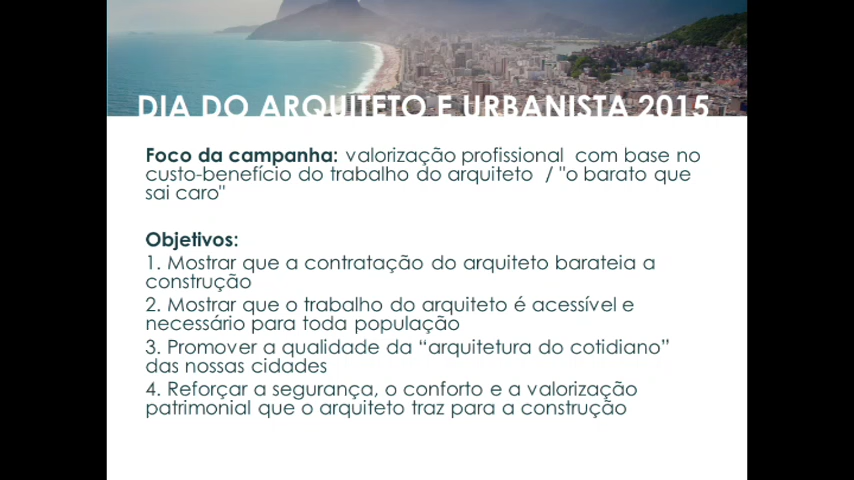 DIA DO ARQUITETO E URBANISTA 2015
Foco da campanha: valorização profissional com base no
custo-benefício do trabalho do arquiteto / "o barato que
sai caro"
Objetivos:
1. Mostrar que a contratação do arquiteto barateia a
construção
2. Mostrar que o trabalho do arquiteto é acessível e
necessário para toda população
3. Promover a qualidade da “arquitetura do cotidiano”
das nossas cidades
4. Reforçar a segurança, o conforto e a valorização
patrimonial que o arquiteto traz para a construção